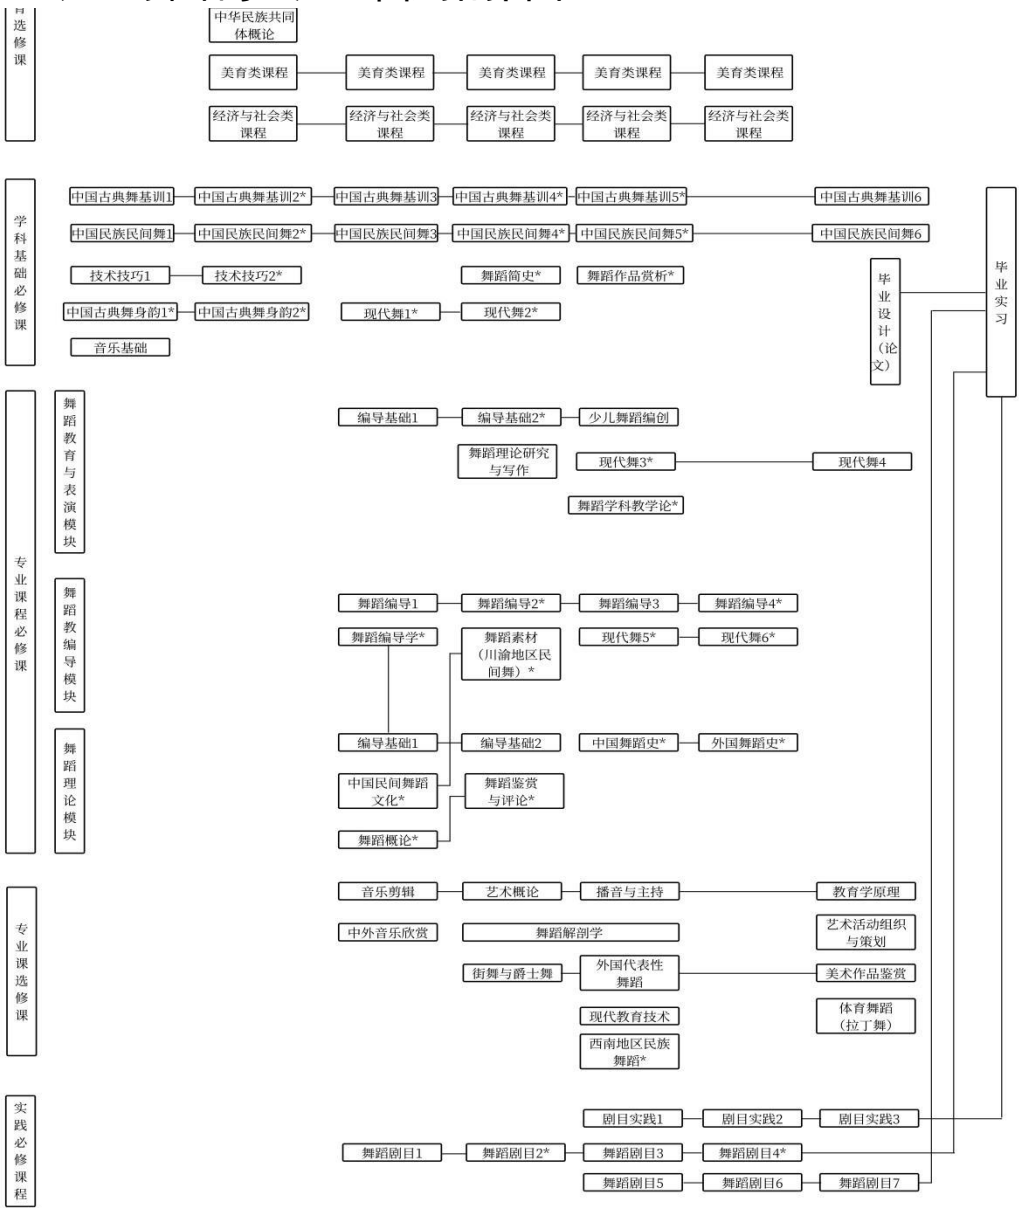 选修课
中华民族共同
体概论
美育类课程 美育类课程 美育类课程 美育类课程 美育类课程
经济与社会类 经济与社会类 经济与社会类 经济与社会类 经济与社会类
课程 课程 课程 课程 课程
学科基础必修课
中国古典舞基训1 中国古典舞基训2* 中国古典舞基训3 中国古典舞基训4* 中国古典舞基训5* 中国古典舞基训6
中国民族民间舞1 中国民族民间舞2* 中国民族民间舞3 中国民族民间舞4* 中国民族民间舞5* 中国民族民间舞6
技术技巧1 技术技巧2* 舞蹈简史* 舞蹈作品赏析*
中国古典舞身韵1* 中国古典舞身韵2* 现代舞1* 现代舞2*
音乐基础
毕业设计（论文）
毕业实习
专业课程必修课
舞蹈教育与表演模块
编导基础1 编导基础2* 少儿舞蹈编创
舞蹈理论研究
与写作
现代舞3* 现代舞4
舞蹈学科教学论*
舞蹈教编导模块
舞蹈编导1 舞蹈编导2* 舞蹈编导3 舞蹈编导4*
舞蹈编导学* 舞蹈素材 现代舞5* 现代舞6*
（川渝地区民
间舞）*
舞蹈理论模块
编导基础1 编导基础2 中国舞蹈史* 外国舞蹈史*
中国民间舞蹈 舞蹈鉴赏
文化* 与评论*
舞蹈概论*
专业课选修课
音乐剪辑 艺术概论 播音与主持 教育学原理
中外音乐欣赏 舞蹈解剖学 艺术活动组织
与策划
街舞与爵士舞 外国代表性 美术作品鉴赏
舞蹈
现代教育技术 体育舞蹈
（拉丁舞）
西南地区民族
舞蹈*
实践必修课程
剧目实践1 剧目实践2 剧目实践3
舞蹈剧目1 舞蹈剧目2* 舞蹈剧目3 舞蹈剧目4*
舞蹈剧目5 舞蹈剧目6 舞蹈剧目7